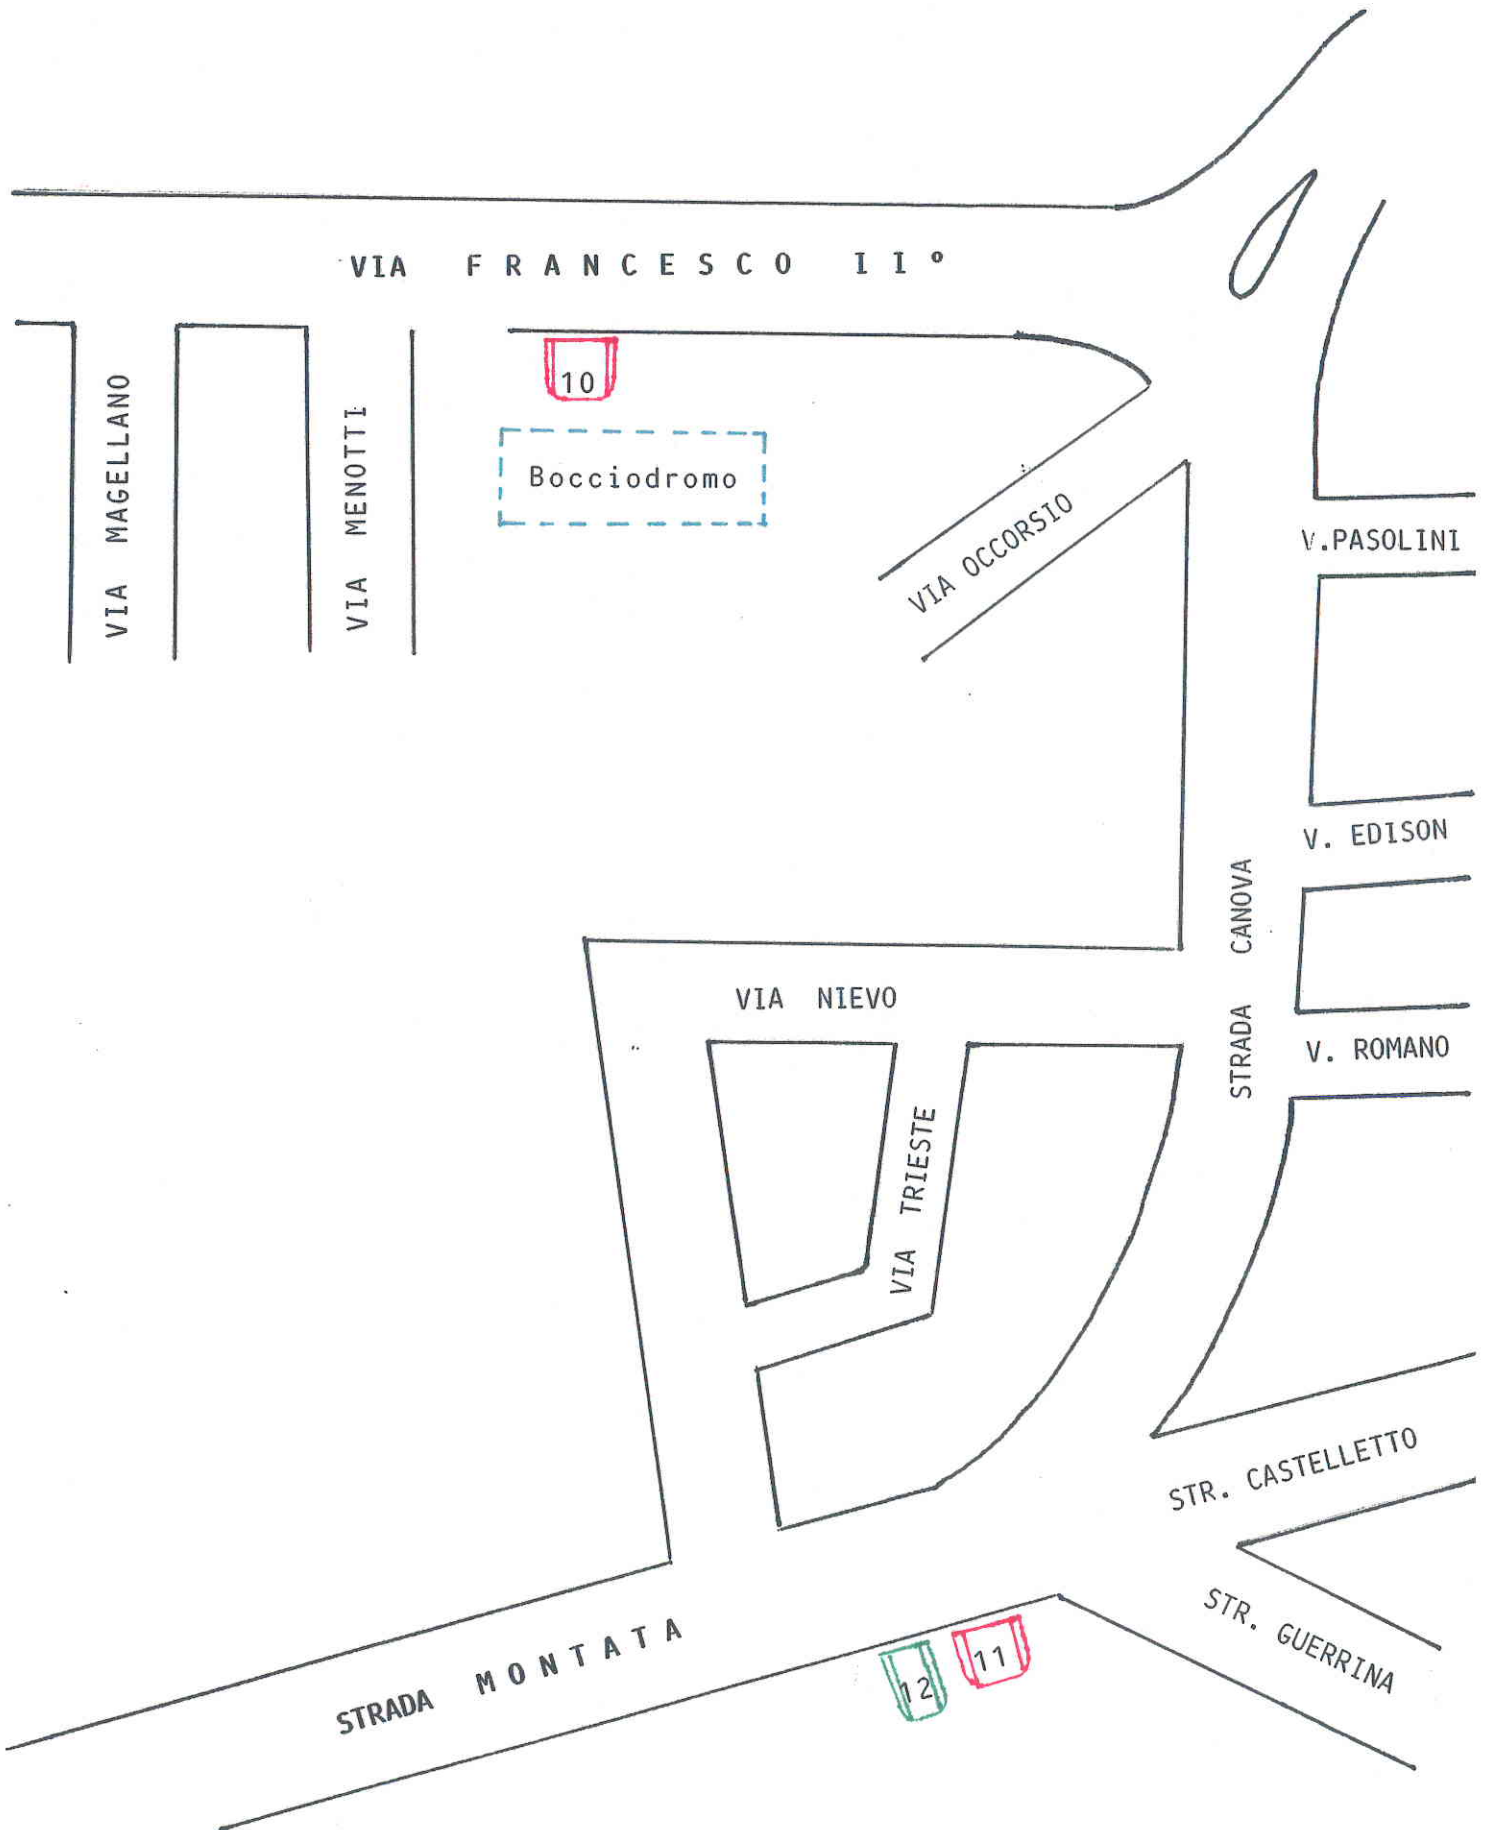 VIA FRANCESCO IIº
VIA MAGELLANO
VIA MENOTTI
10
Bocciodromo
VIA OCCORSIO
V.PASOLINI
V. EDISON
STRADA CANOVA
VIA NIEVO
V. ROMANO
VIA TRIESTE
STR. CASTELLETTO
STR. GUERRINA
STRADA MONTATA
11
12